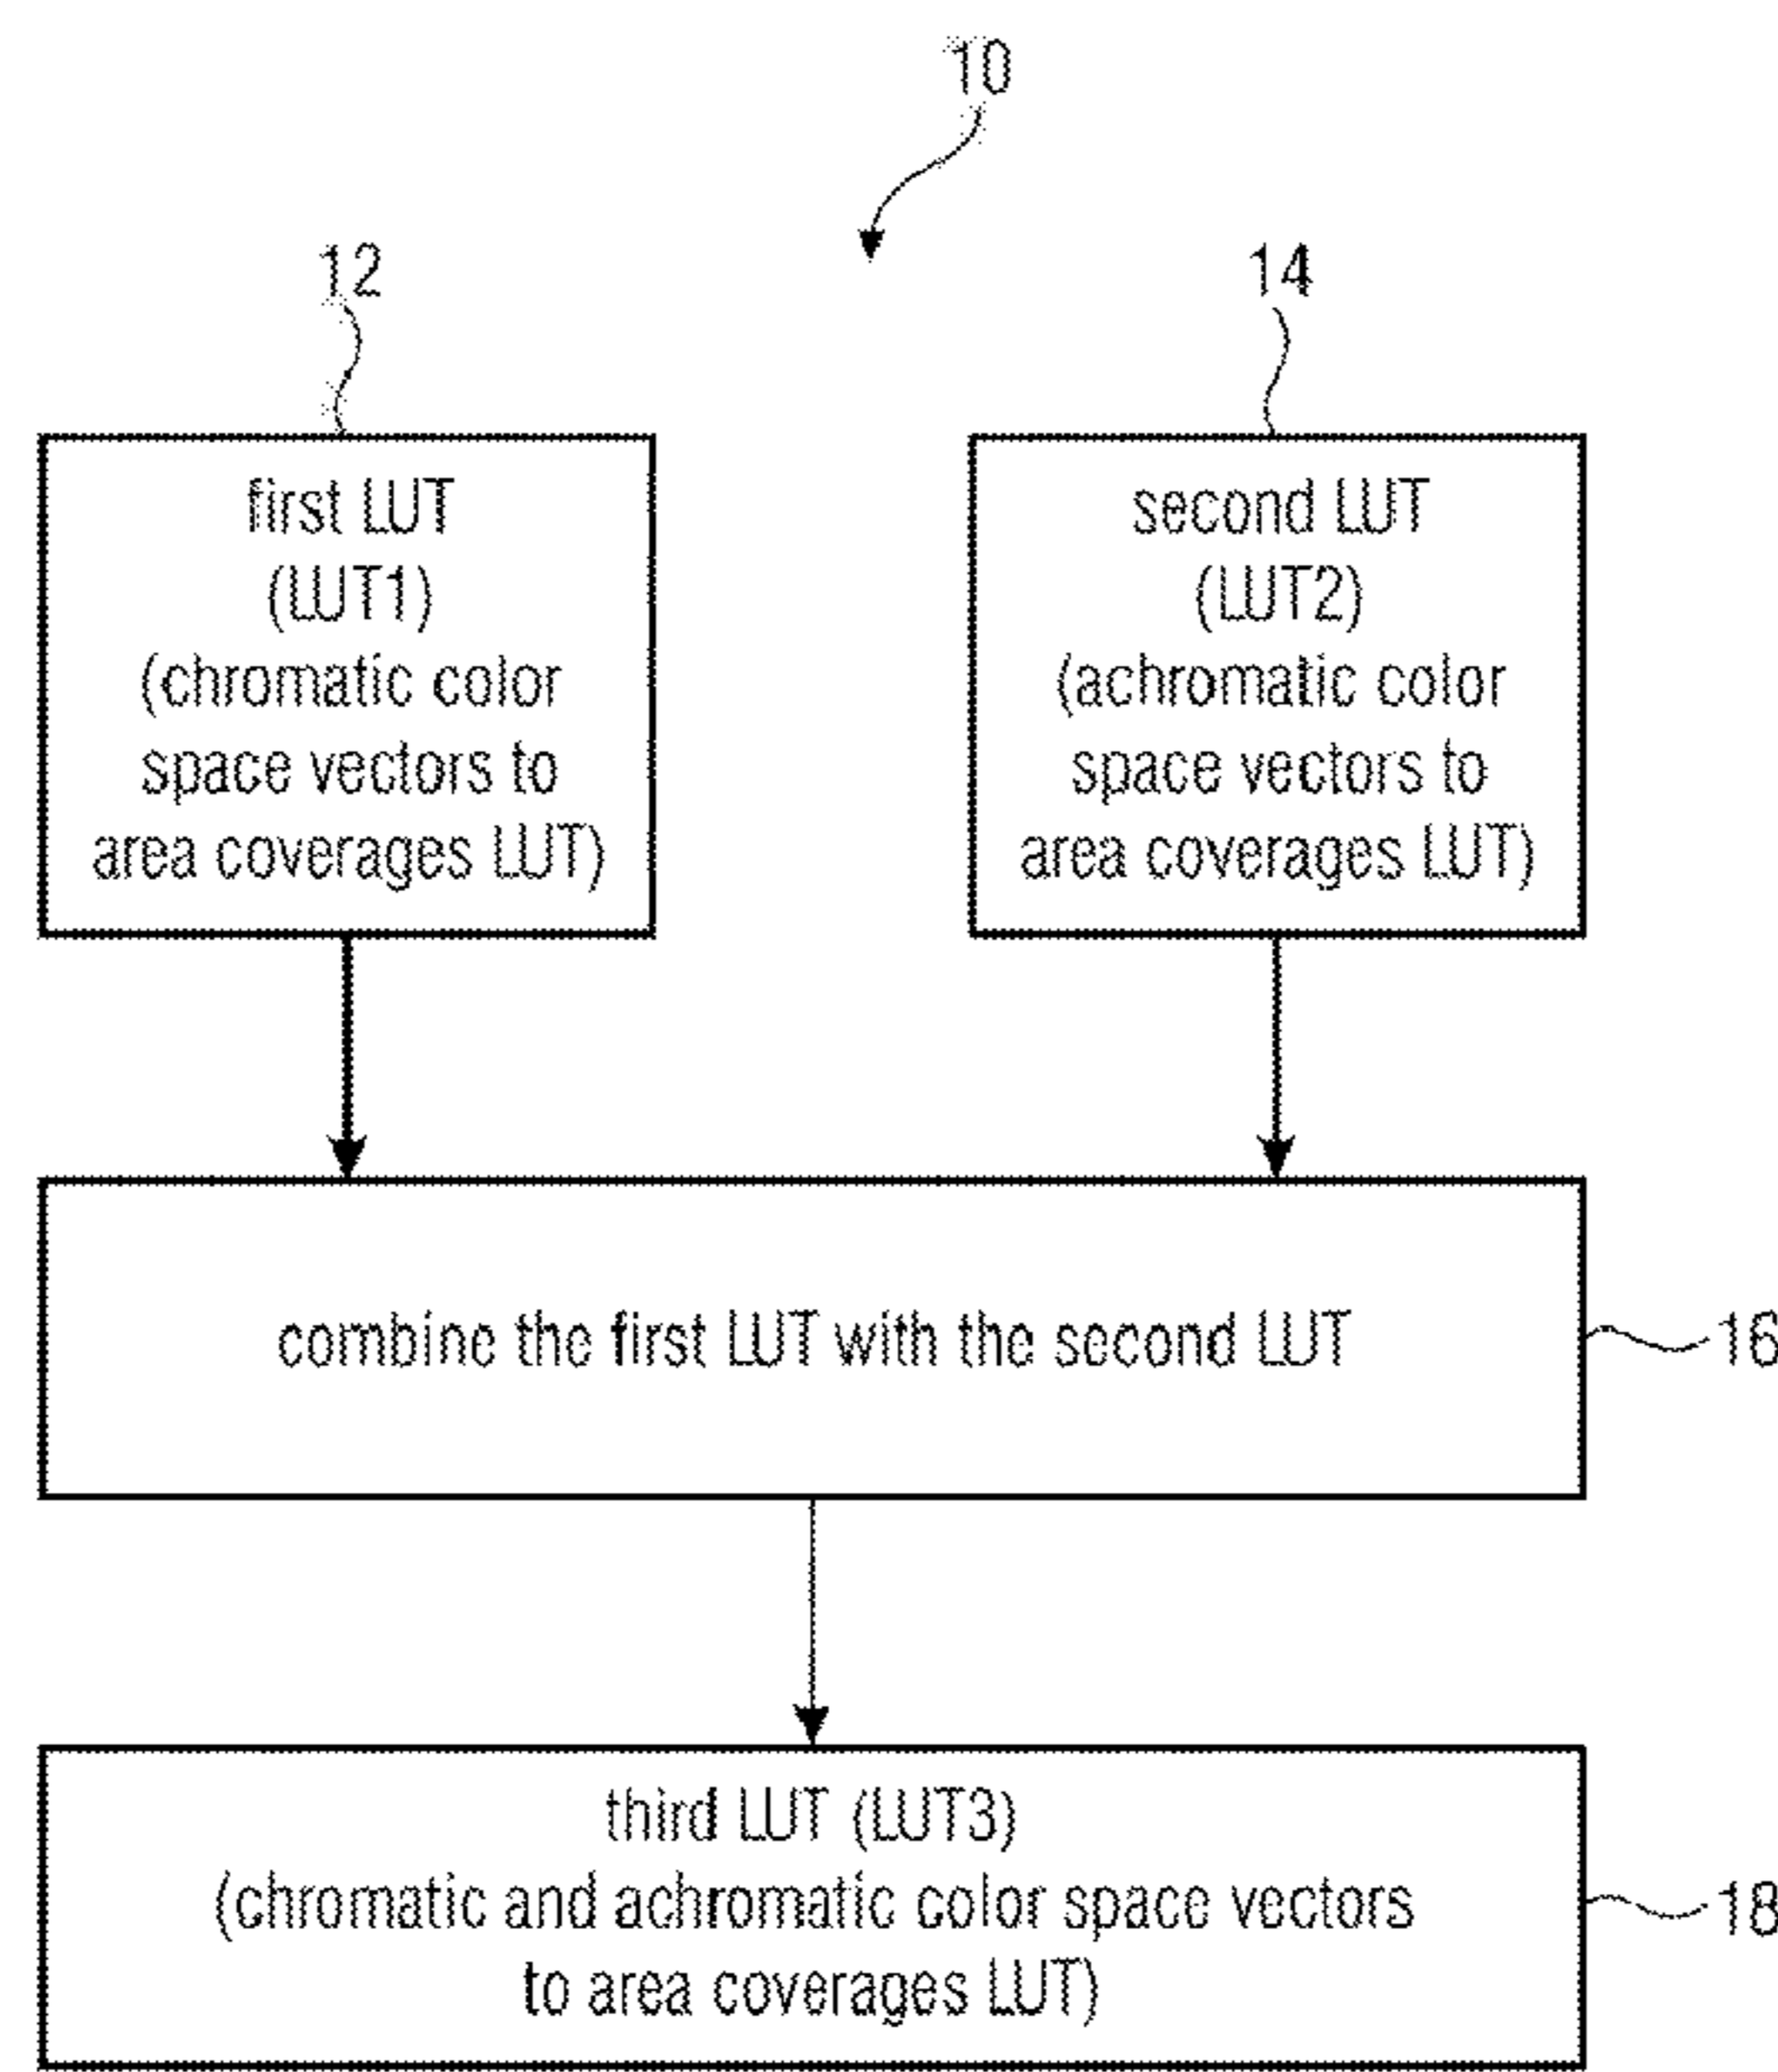 10
12
14
first LUT
(LUT1)
(chromatic color
space vectors to
area coverages LUT)
second LUT
(LUT2)
(achromatic color
space vectors to
area coverages LUT)
combine the first LUT with the second LUT
16
third LUT (LUT3)
(chromatic and achromatic color space vectors
to area coverages LUT)
18